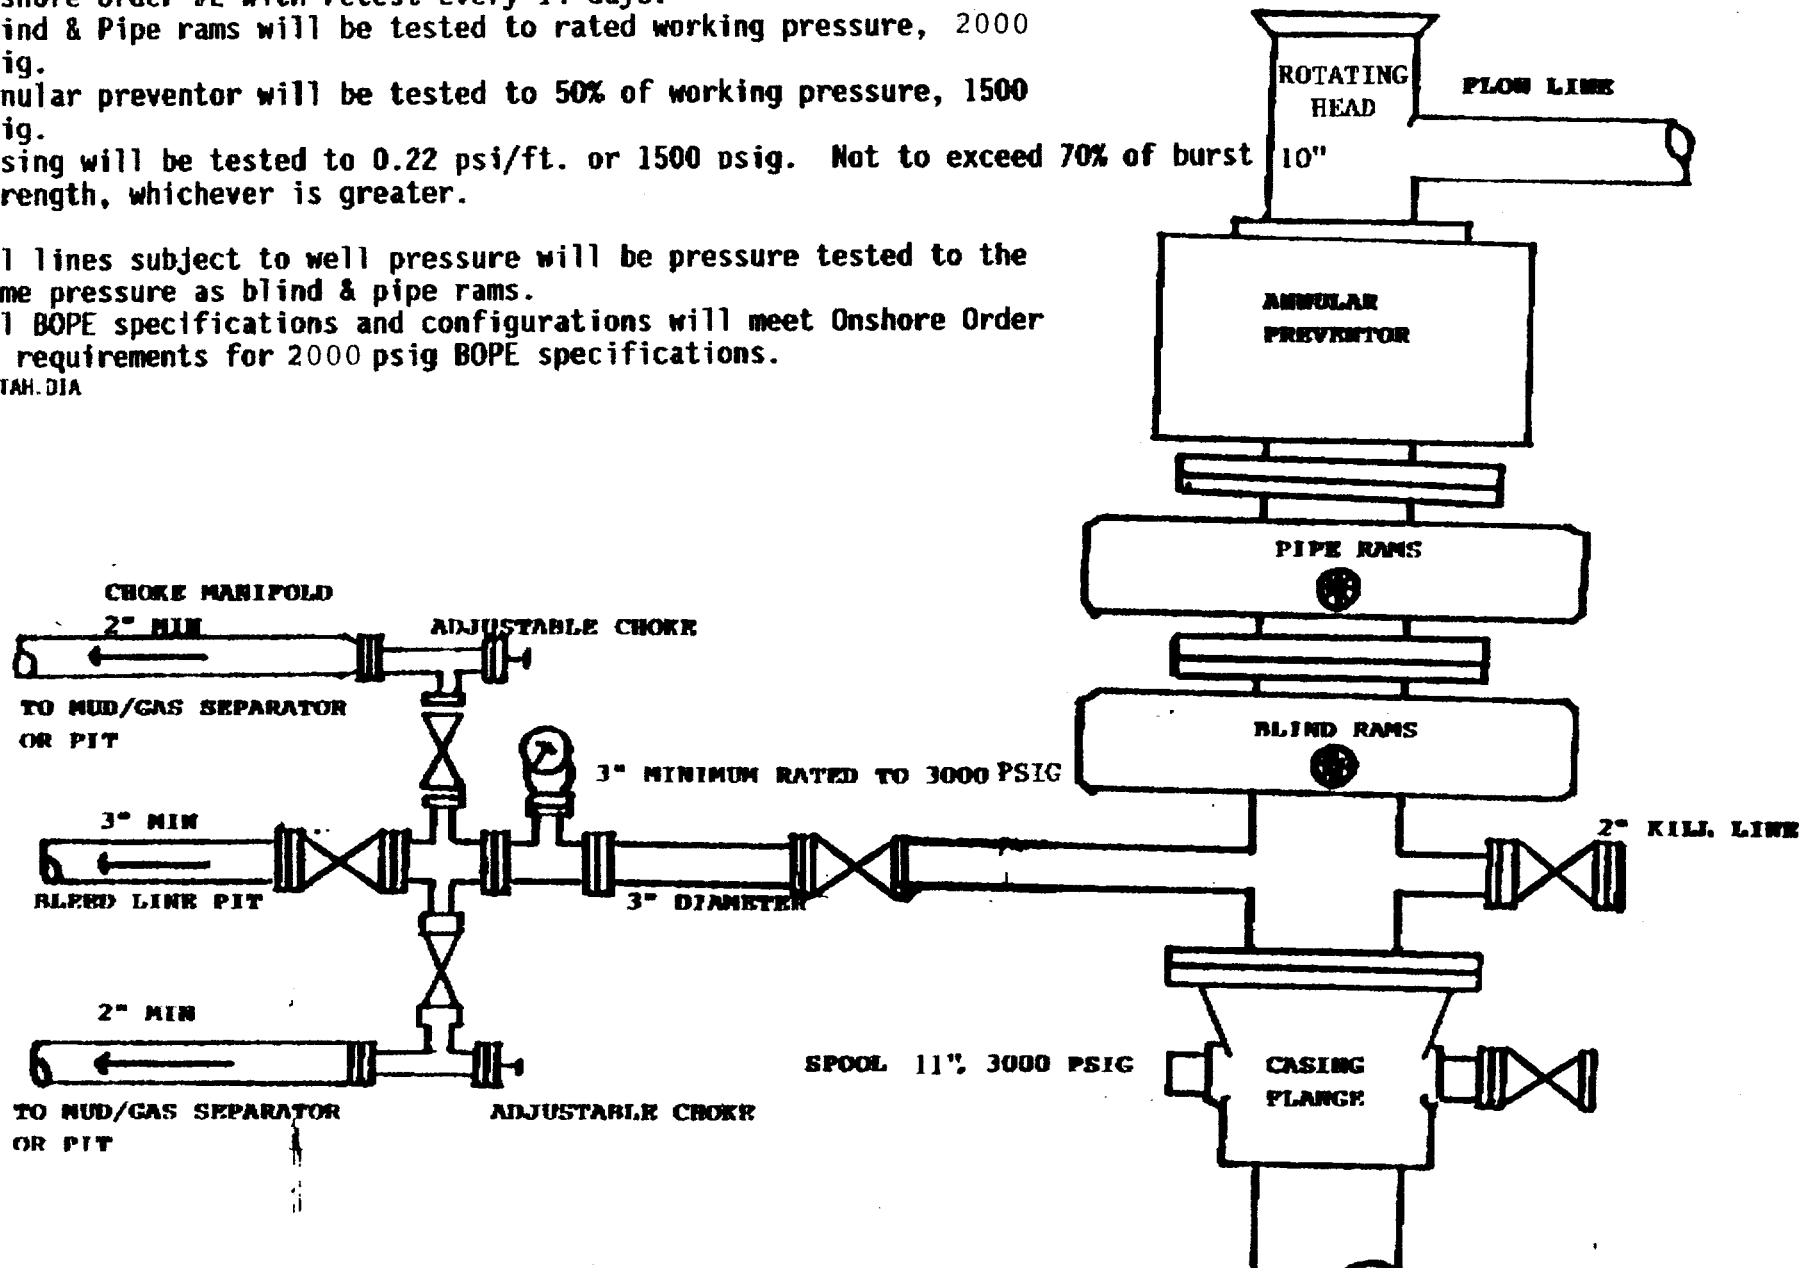 ind & Pipe rams will be tested to rated working pressure, 2000
ig.
nular preventor will be tested to 50% of working pressure, 1500
ig.
sing will be tested to 0.22 psi/ft. or 1500 psig. Not to exceed 70% of burst
rength, whichever is greater.
l lines subject to well pressure will be pressure tested to the
me pressure as blind & pipe rams.
l BOPE specifications and configurations will meet Onshore Order
requirements for 2000 psig BOPE specifications.
TAH.DIA
ROTATING
HEAD
FLOW LINE
10"
ANNULAR
PREVENTOR
PIPE RAMS
BLIND RAMS
CHOKE MANIFOLD
2" MIN
ADJUSTABLE CHOKE
TO MUD/GAS SEPARATOR
OR PIT
3" MINIMUM RATED TO 3000 PSIG
3" MIN
BLEED LINE PIT
3" DIAMETER
2" KILL LINE
2" MIN
SPOOL 11", 3000 PSIG
CASING
FLANGE
TO MUD/GAS SEPARATOR
OR PIT
ADJUSTABLE CHOKE